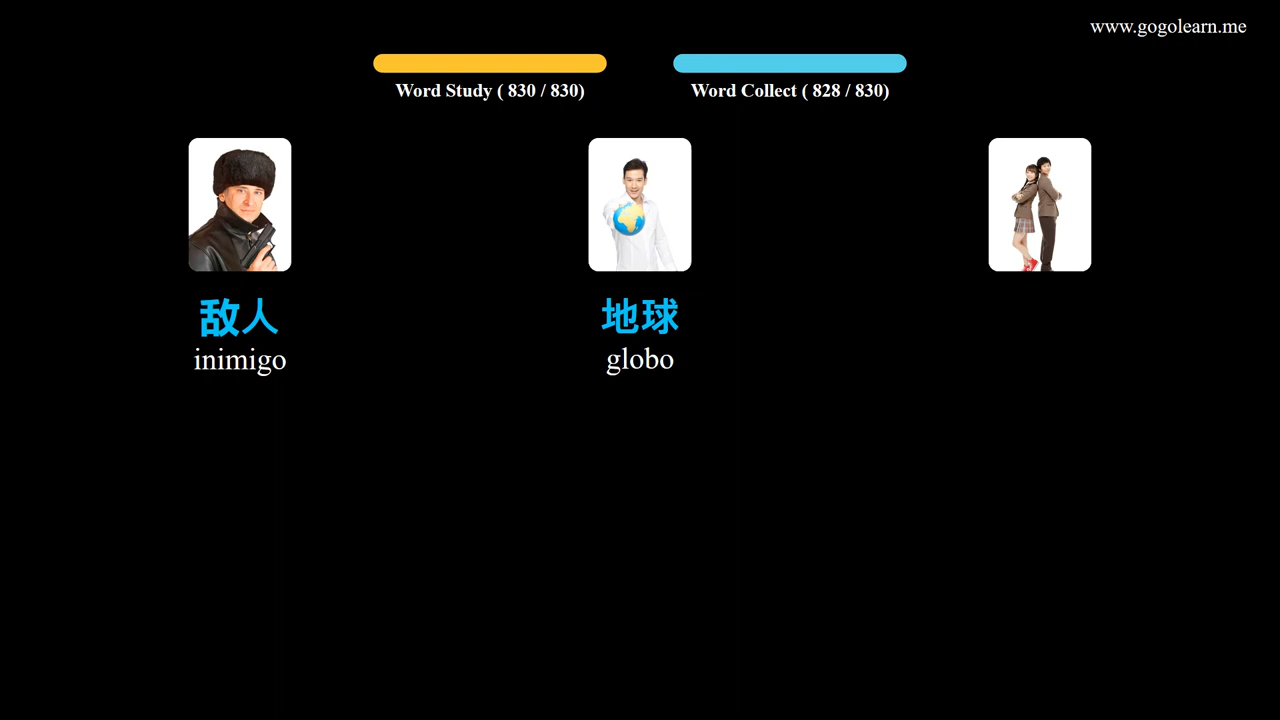 www.gogolearn.me
Word Study ( 830 / 830)
Word Collect ( 828 / 830)
敌人
inimigo
地球
globo